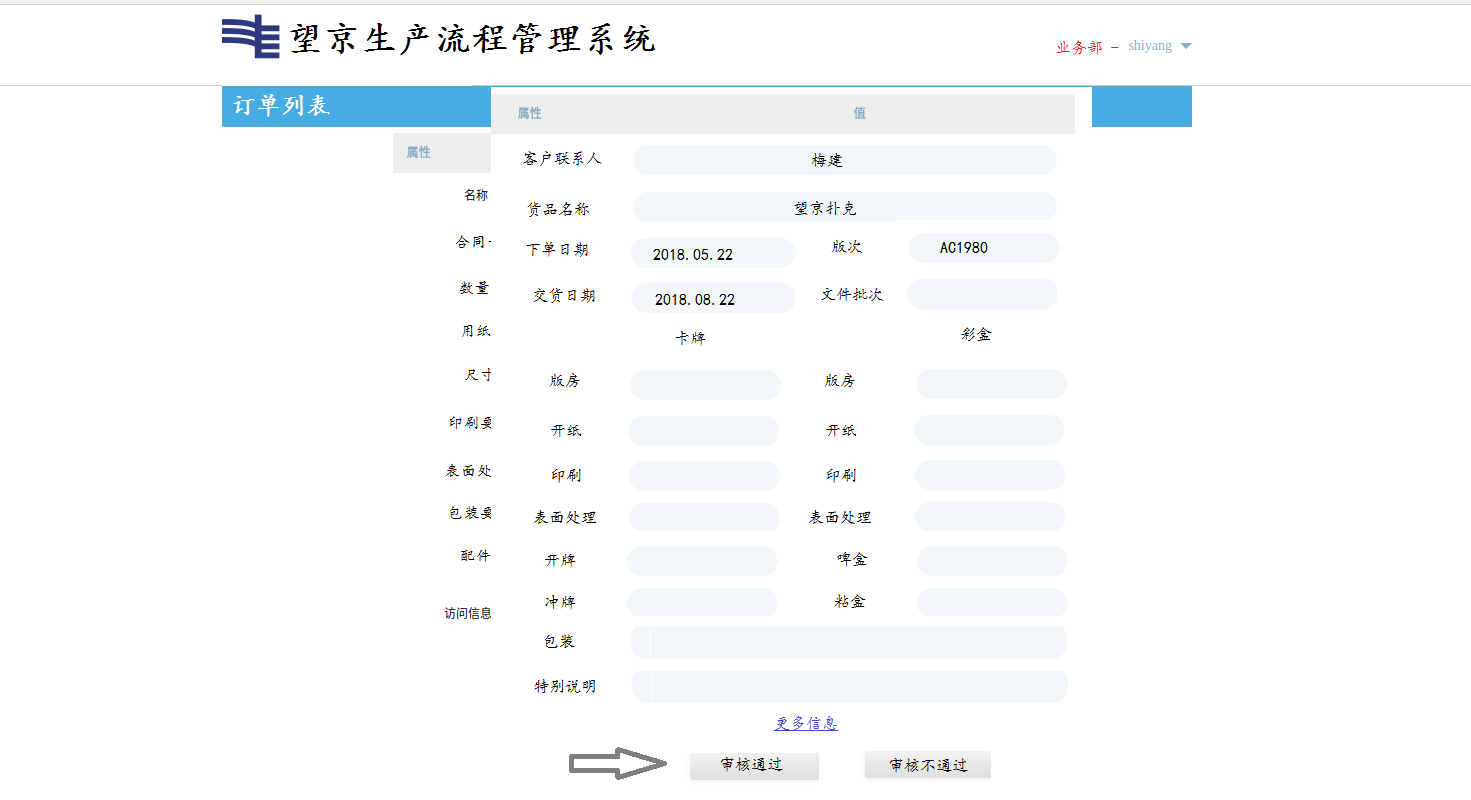 望京生产流程管理系统
业务部 - shiyang
订单列表
属性 值
属性
客户联系人 梅建
名称
货品名称 望京扑克
合同
下单日期 2018.05.22 版次 AC1980
数量
交货日期 2018.08.22 文件批次
用纸
卡牌 彩盒
尺寸
版房 版房
印刷要
开纸 开纸
表面处
印刷 印刷
包装要
表面处理 表面处理
配件
开牌 啤盒
冲牌 粘盒
访问信息
包装
特别说明
更多信息
审核通过 审核不通过